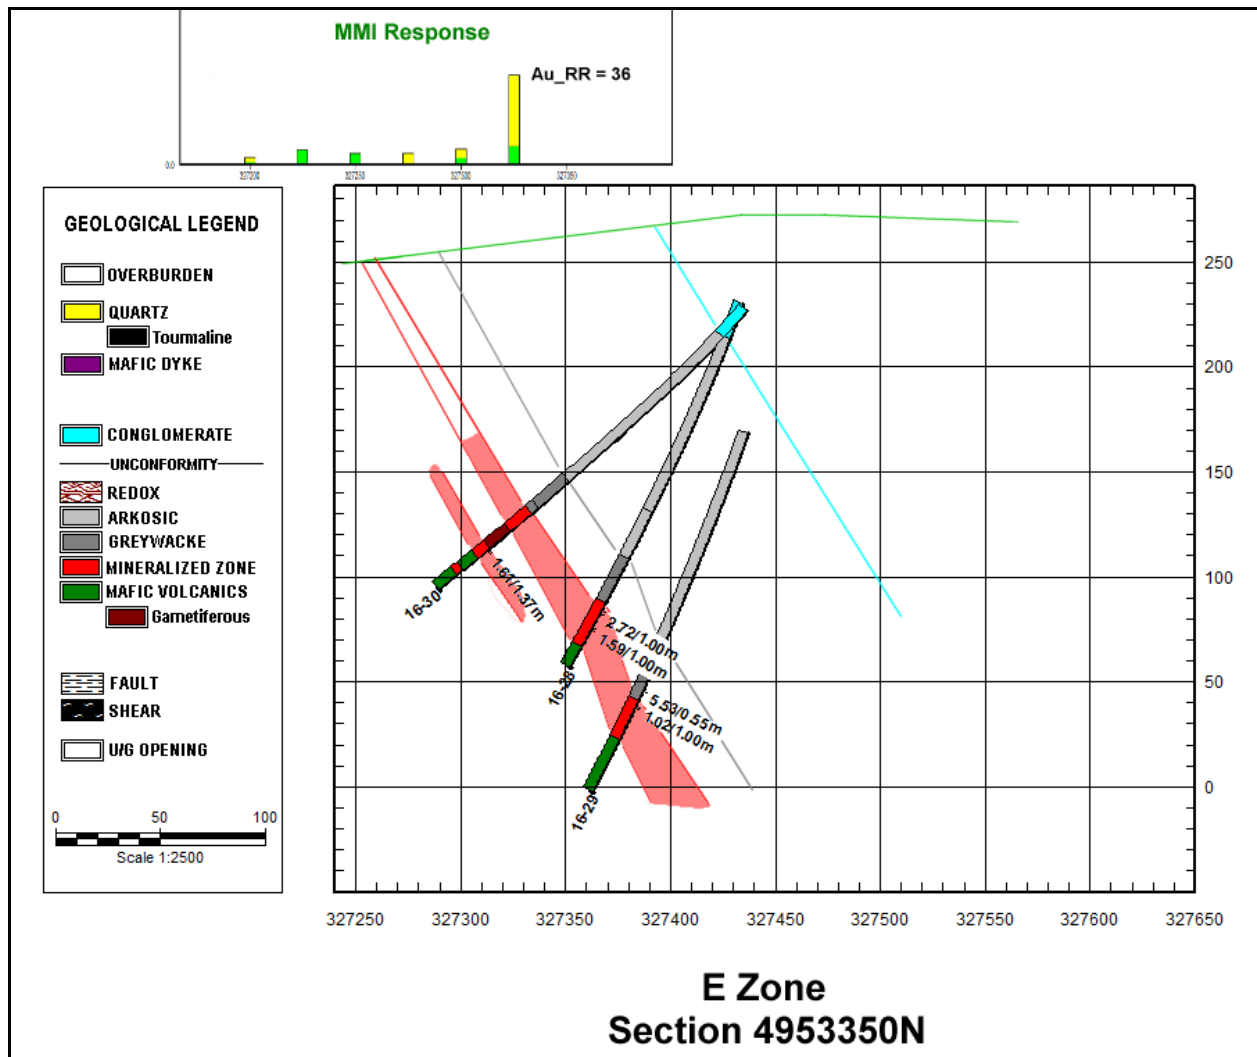 MMI Response
Au_RR = 36
0.0
327200
327250
327300
327350
GEOLOGICAL LEGEND
OVERBURDEN
QUARTZ
Tourmaline
MAFIC DYKE
CONGLOMERATE
UNCONFORMITY
REDOX
ARKOSIC
GREYWACKE
MINERALIZED ZONE
MAFIC VOLCANICS
Garnetiferous
FAULT
SHEAR
U/G OPENING
0 50 100
Scale 1:2500
250
200
150
100
50
0
16-30
1.61/1.37m
16-28
2.72/1.00m
1.59/1.00m
16-29
5.53/0.55m
1.02/1.00m
327250 327300 327350 327400 327450 327500 327550 327600 327650
E Zone
Section 4953350N